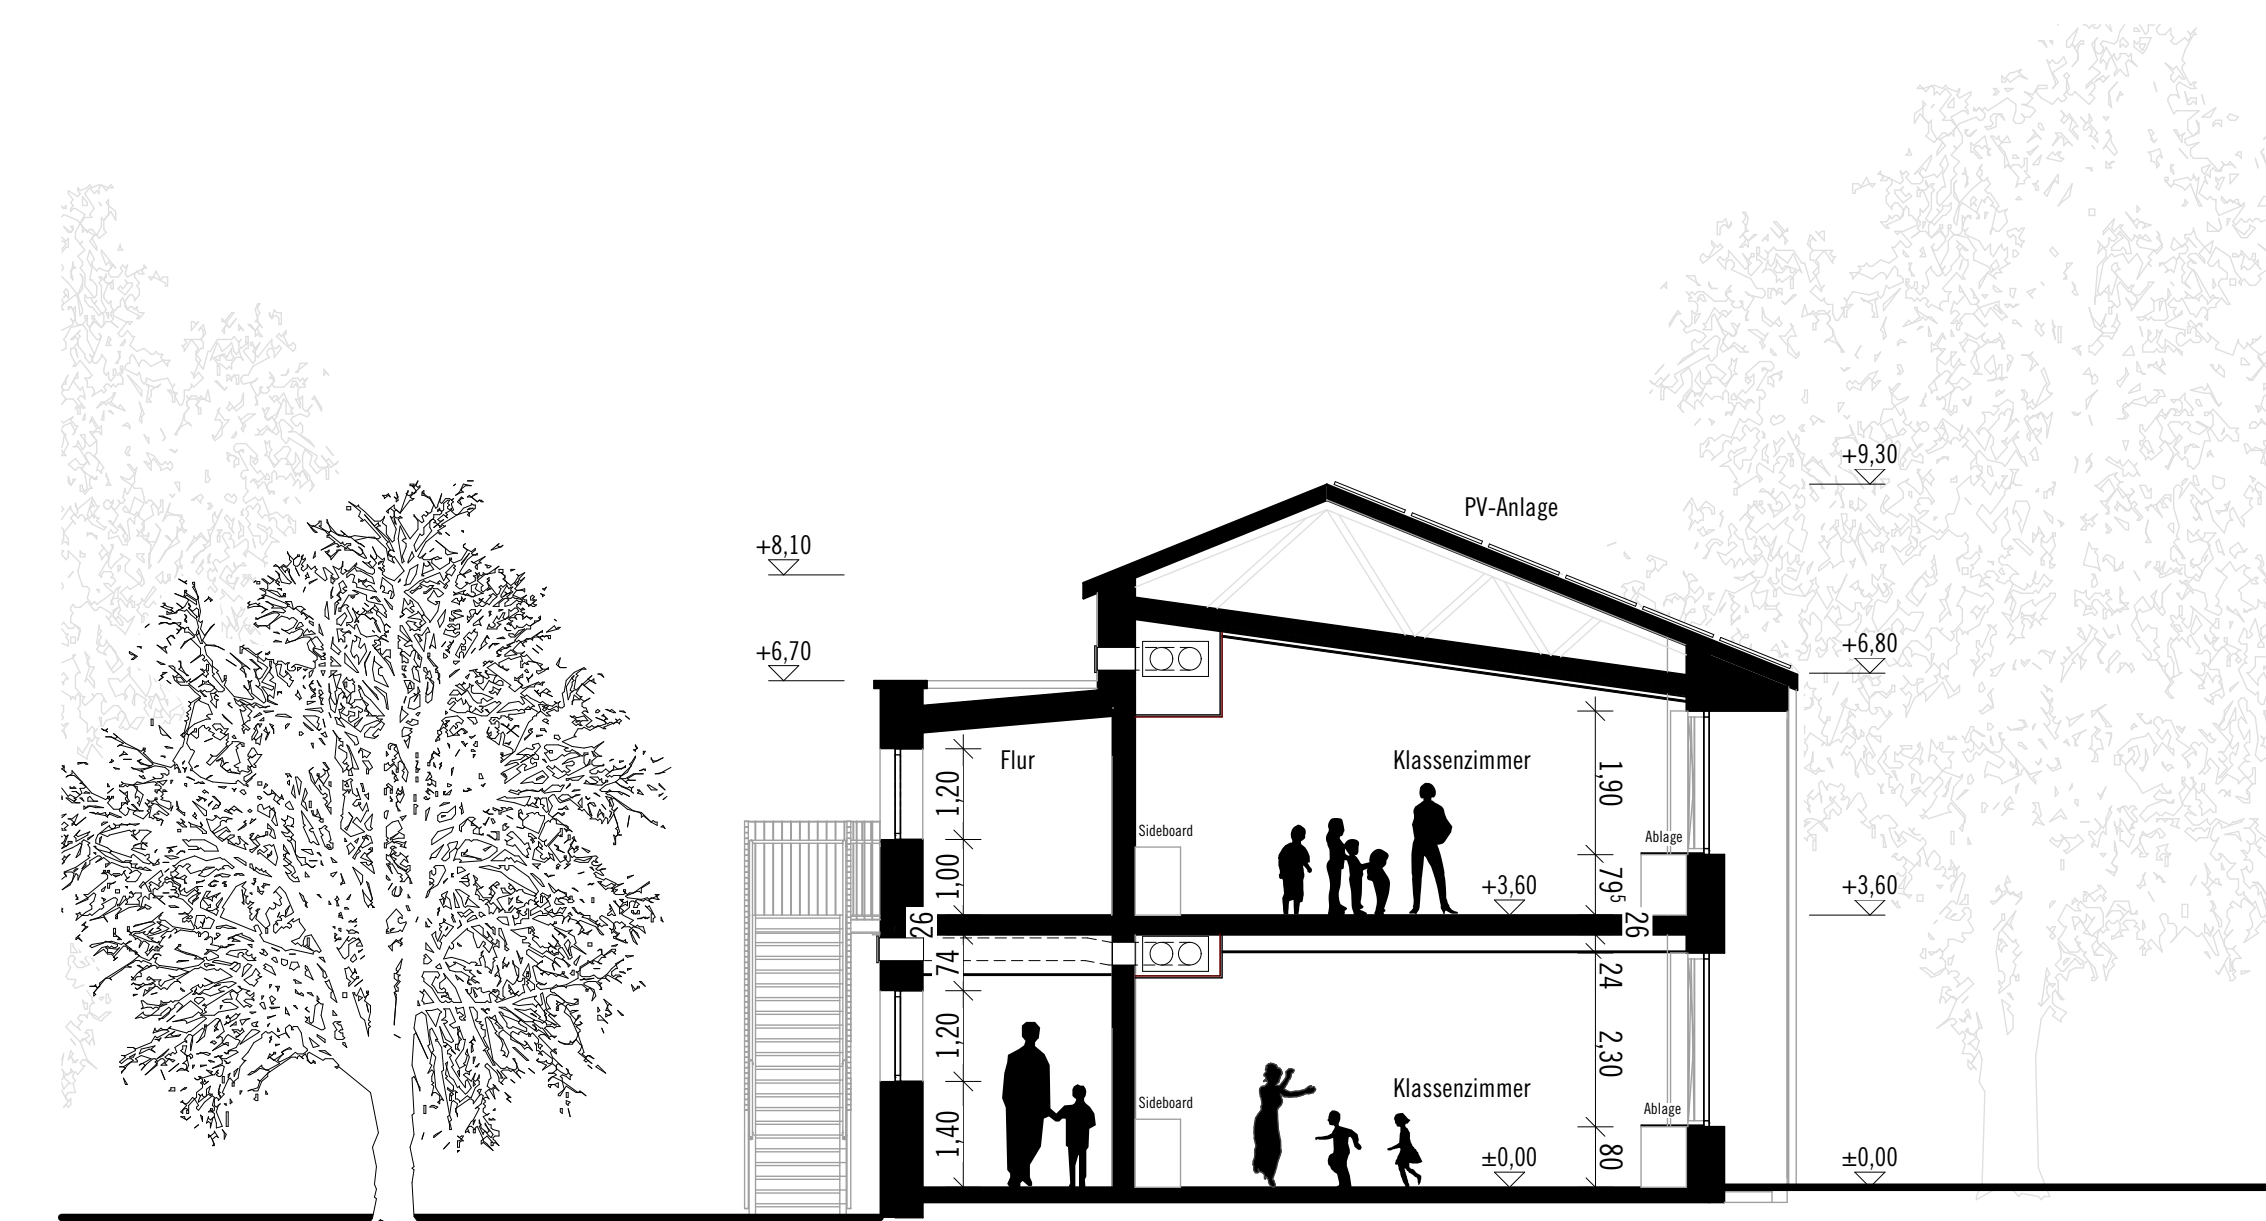 +9,30
PV-Anlage
+8,10
+6,80
+6,70
Flur
Klassenzimmer
1,20
1,90
Sideboard
Ablage
1,00
79⁵
+3,60
+3,60
26
26
74
24
1,20
2,30
Klassenzimmer
Sideboard
Ablage
1,40
80
±0,00
±0,00